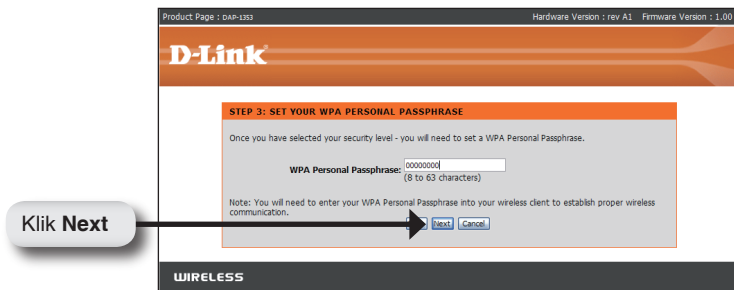 Product Page : DAP-1353 Hardware Version : rev A1 Firmware Version : 1.00
D-Link
STEP 3: SET YOUR WPA PERSONAL PASSPHRASE
Once you have selected your security level - you will need to set a WPA Personal Passphrase.
WPA Personal Passphrase: 00000000
(8 to 63 characters)
Note: You will need to enter your WPA Personal Passphrase into your wireless client to establish proper wireless
communication.
Klik Next
Next Cancel
WIRELESS